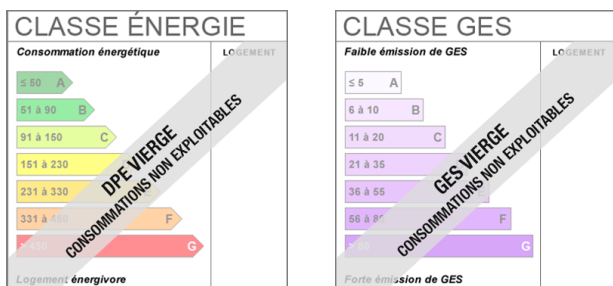 CLASSE ÉNERGIE
Consommation énergétique
LOGEMENT
≤ 50 A
51 à 90 B
91 à 150 C
151 à 230
231 à 330
331 à 450 F
> 450 G
Logement énergivore
DPE VIERGE
CONSOMMATIONS NON EXPLOITABLES
CLASSE GES
Faible émission de GES
LOGEMENT
≤ 5 A
6 à 10 B
11 à 20 C
21 à 35
36 à 55
56 à 80 F
> 80 G
Forte émission de GES
GES VIERGE
CONSOMMATIONS NON EXPLOITABLES